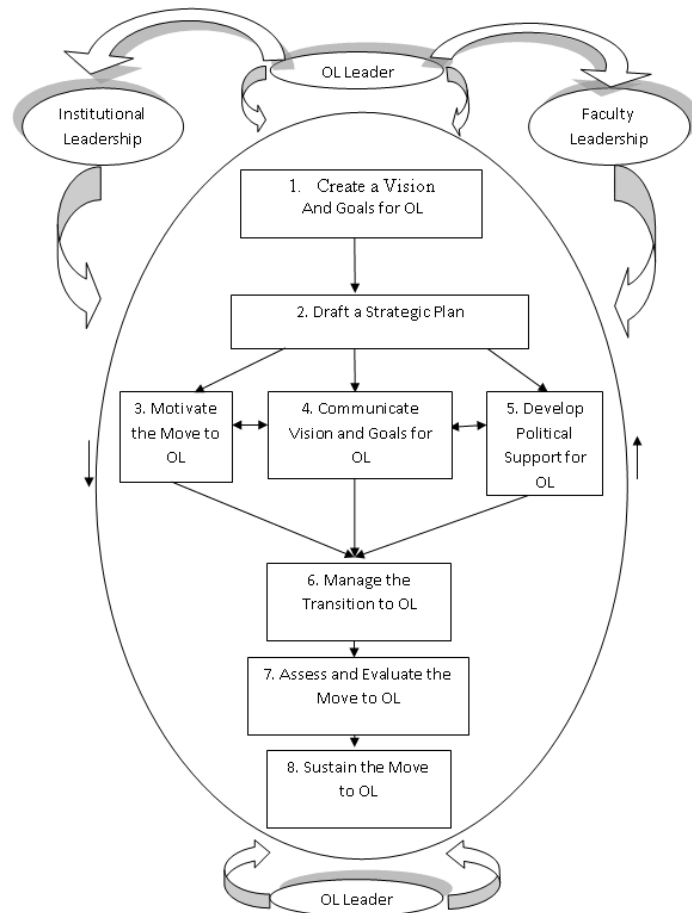 OL Leader
Institutional
Leadership
Faculty
Leadership
1. Create a Vision
And Goals for OL
2. Draft a Strategic Plan
3. Motivate
the Move to
OL
4. Communicate
Vision and Goals for
OL
5. Develop
Political
Support for
OL
6. Manage the
Transition to OL
7. Assess and Evaluate the
Move to OL
8. Sustain the Move
to OL
OL Leader